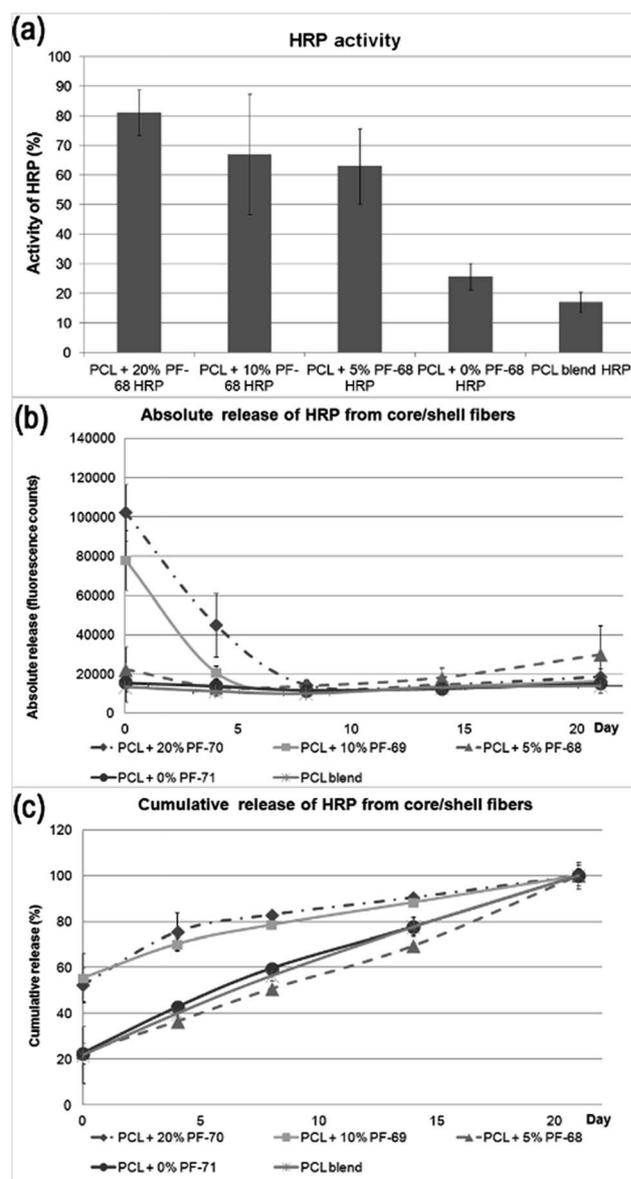 (a)
HRP activity
Activity of HRP (%)
100
90
80
70
60
50
40
30
20
10
0
PCL + 20% PF-68 HRP
PCL + 10% PF-68 HRP
PCL + 5% PF-68 HRP
PCL + 0% PF-68 HRP
PCL blend HRP
(b)
Absolute release of HRP from core/shell fibers
Absolute release (fluorescence counts)
140000
120000
100000
80000
60000
40000
20000
0
0 5 10 15 20 Day
PCL + 20% PF-70 PCL + 10% PF-69 PCL + 5% PF-68
PCL + 0% PF-71 PCL blend
(c)
Cumulative release of HRP from core/shell fibers
Cumulative release (%)
120
100
80
60
40
20
0
0 5 10 15 20 Day
PCL + 20% PF-70 PCL + 10% PF-69 PCL + 5% PF-68
PCL + 0% PF-71 PCL blend